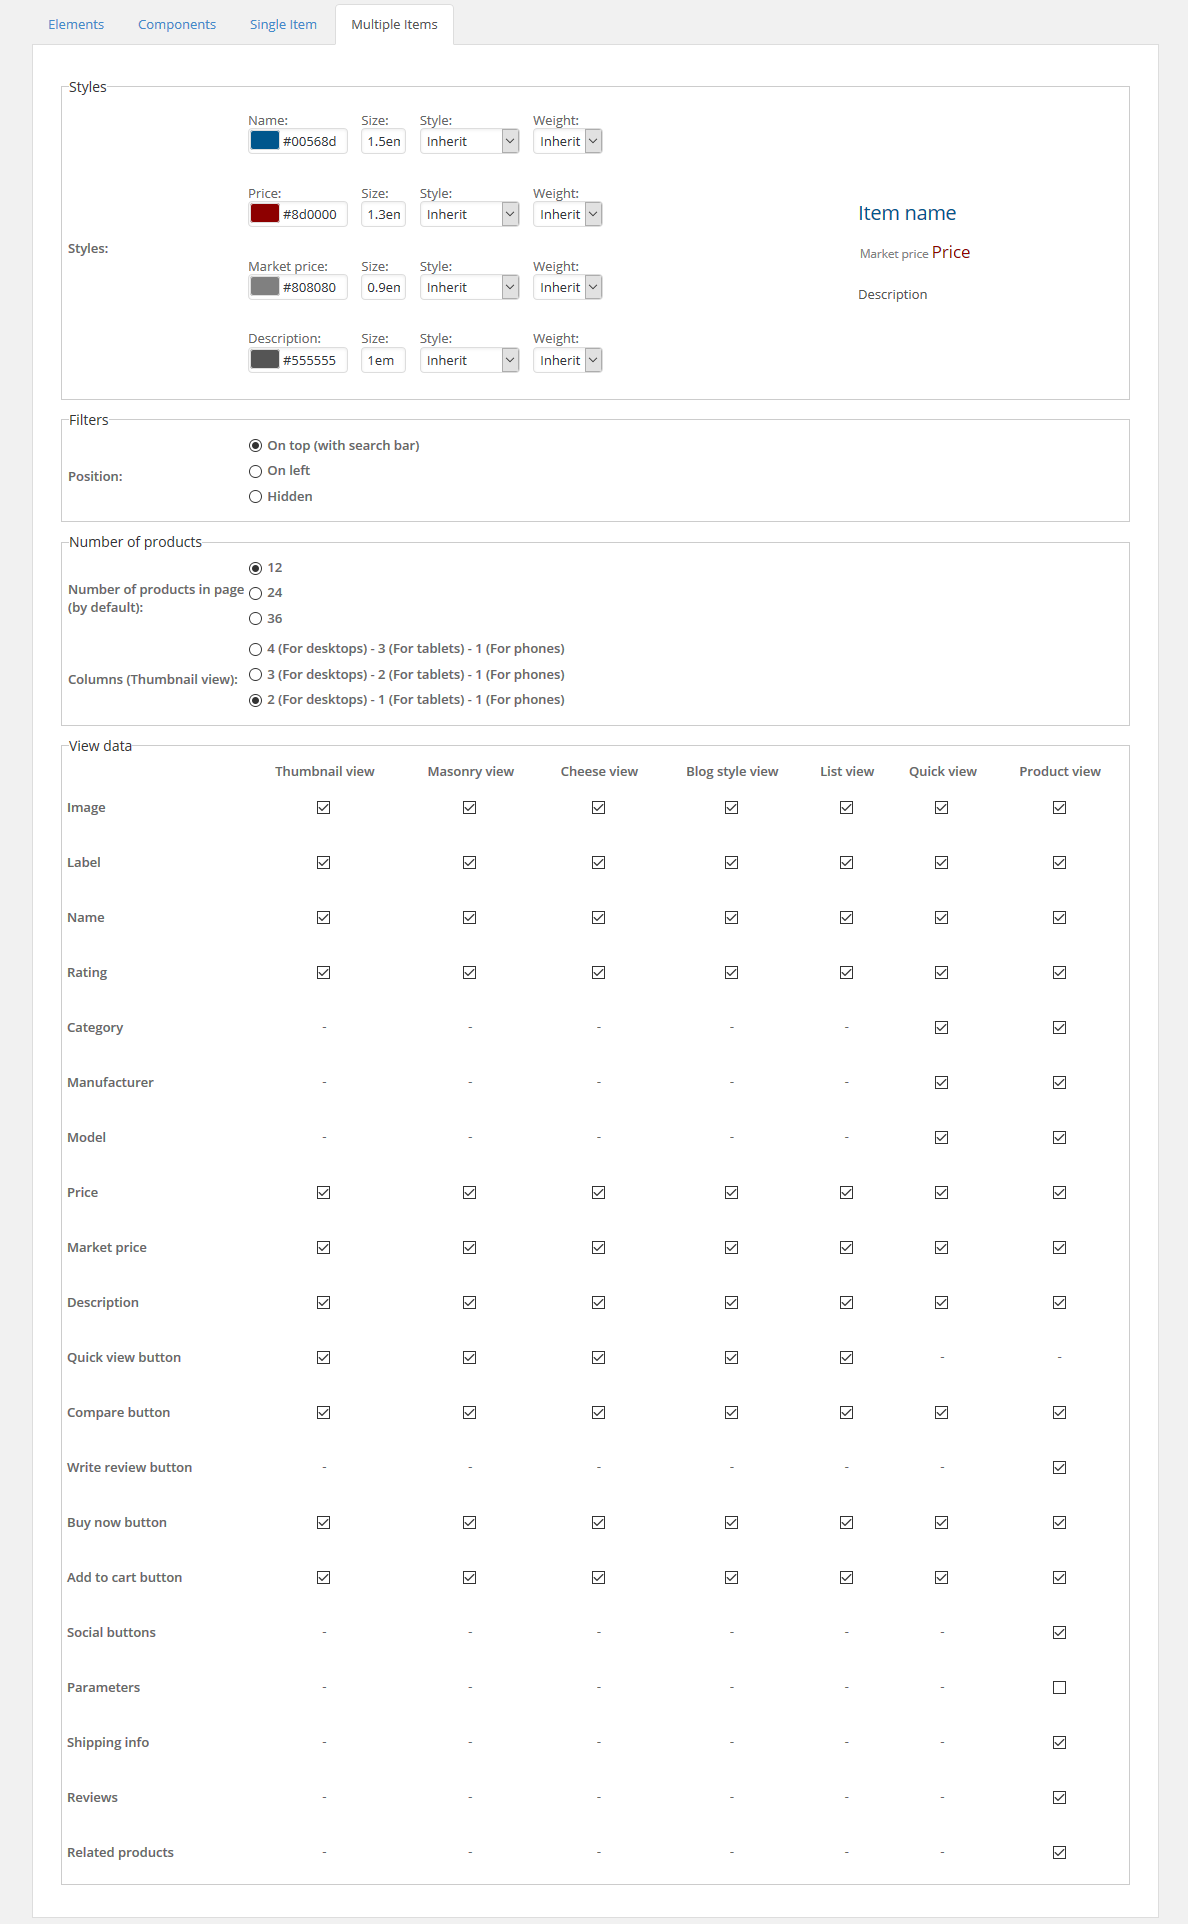 Elements Components Single Item Multiple Items
Styles
Name: Size: Style: Weight:
#00568d 1.5em Inherit Inherit
Price: Size: Style: Weight:
#8d0000 1.3em Inherit Inherit
Item name
Styles:
Market price Price
Market price: Size: Style: Weight:
#808080 0.9em Inherit Inherit
Description
Description: Size: Style: Weight:
#555555 1em Inherit Inherit
Filters
On top (with search bar)
Position:
On left
Hidden
Number of products
12
Number of products in page
(by default):
24
36
4 (For desktops) - 3 (For tablets) - 1 (For phones)
Columns (Thumbnail view):
3 (For desktops) - 2 (For tablets) - 1 (For phones)
2 (For desktops) - 1 (For tablets) - 1 (For phones)
View data
Thumbnail view Masonry view Cheese view Blog style view List view Quick view Product view
Image
Label
Name
Rating
Category - - - - -
Manufacturer - - - - -
Model - - - - -
Price
Market price
Description
Quick view button - -
Compare button
Write review button - - - - - -
Buy now button
Add to cart button
Social buttons - - - - - -
Parameters - - - - - -
Shipping info - - - - - -
Reviews - - - - - -
Related products - - - - - -